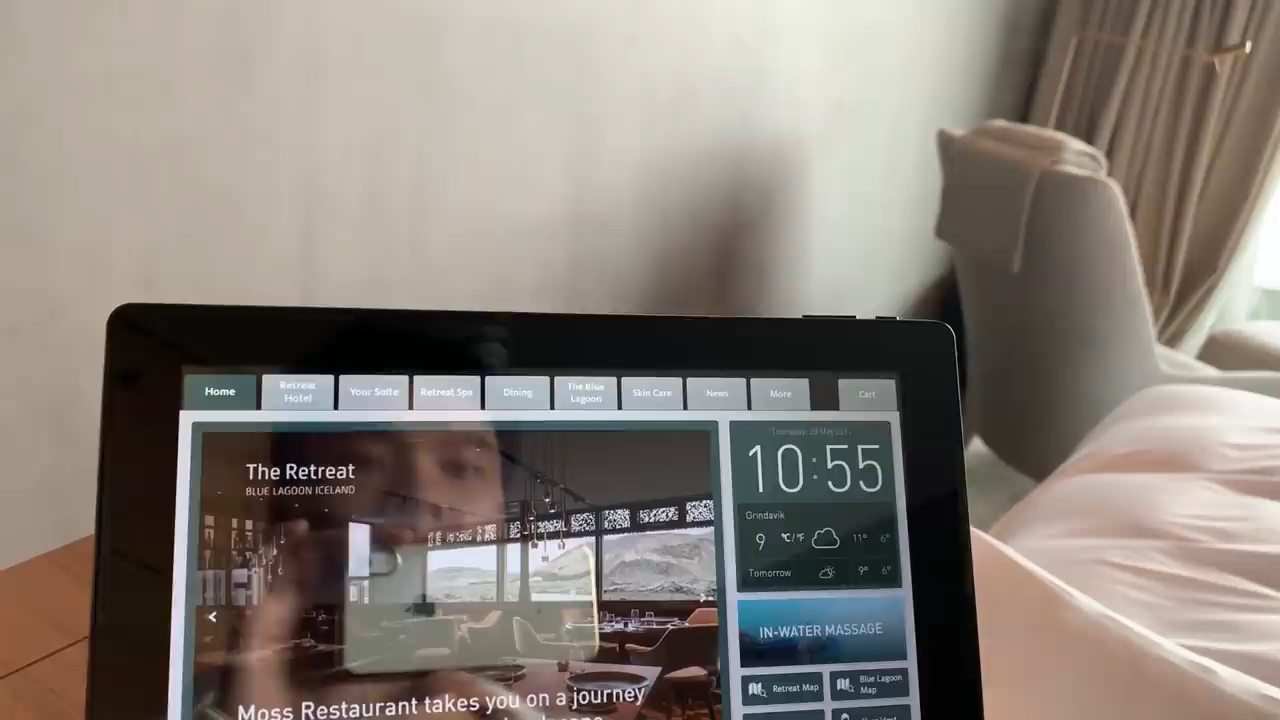 Home
Retreat
Hotel
Your Suite
Retreat Spa
Dining
The Blue
Lagoon
Skin Care
News
More
Cart
The Retreat
BLUE LAGOON ICELAND
10:55
Grindavik
9 °C/°F 11° 6°
Tomorrow 9° 6°
IN-WATER MASSAGE
Retreat Map
Blue Lagoon
Map
Moss Restaurant takes you on a journey